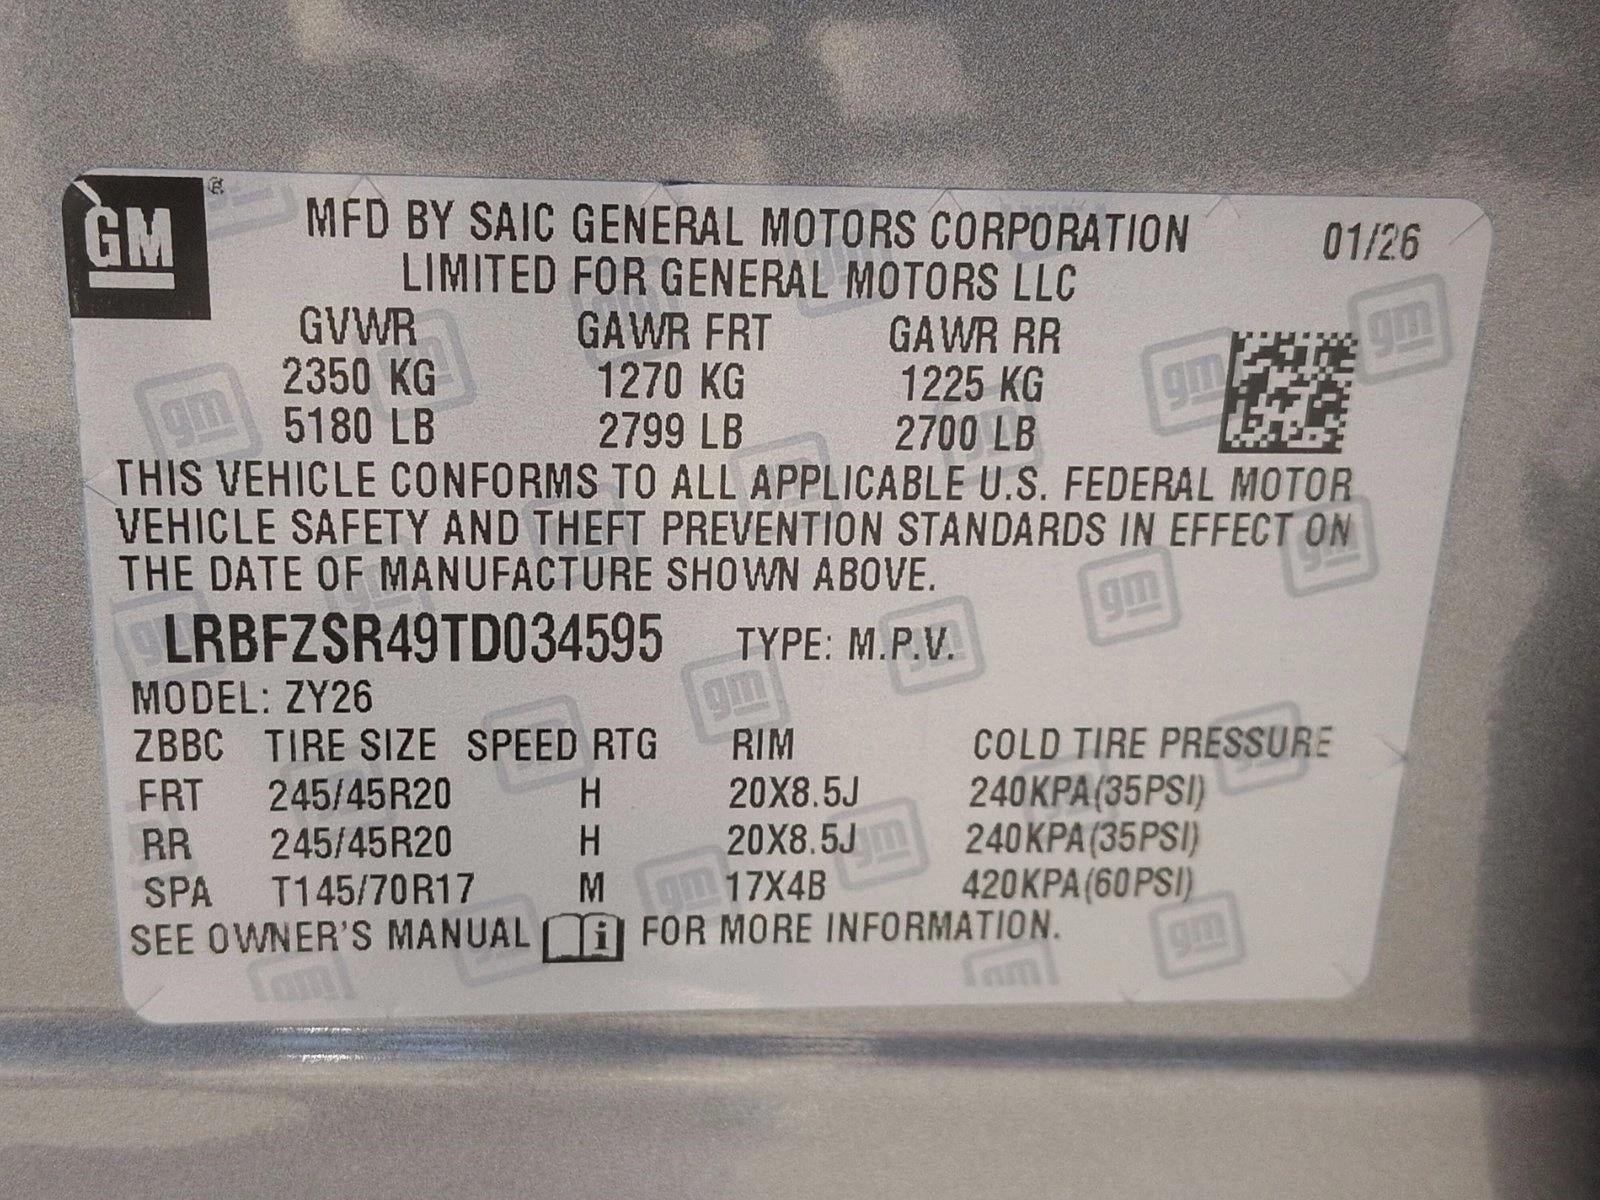 GM ®
MFD BY SAIC GENERAL MOTORS CORPORATION 01/26
LIMITED FOR GENERAL MOTORS LLC
GVWR GAWR FRT GAWR RR
2350 KG 1270 KG 1225 KG
5180 LB 2799 LB 2700 LB
THIS VEHICLE CONFORMS TO ALL APPLICABLE U.S. FEDERAL MOTOR
VEHICLE SAFETY AND THEFT PREVENTION STANDARDS IN EFFECT ON
THE DATE OF MANUFACTURE SHOWN ABOVE.
LRBFZSR49TD034595 TYPE: M.P.V.
MODEL: ZY26
ZBBC TIRE SIZE SPEED RTG RIM COLD TIRE PRESSURE
FRT 245/45R20 H 20X8.5J 240KPA(35PSI)
RR 245/45R20 H 20X8.5J 240KPA(35PSI)
SPA T145/70R17 M 17X4B 420KPA(60PSI)
SEE OWNER'S MANUAL i FOR MORE INFORMATION.